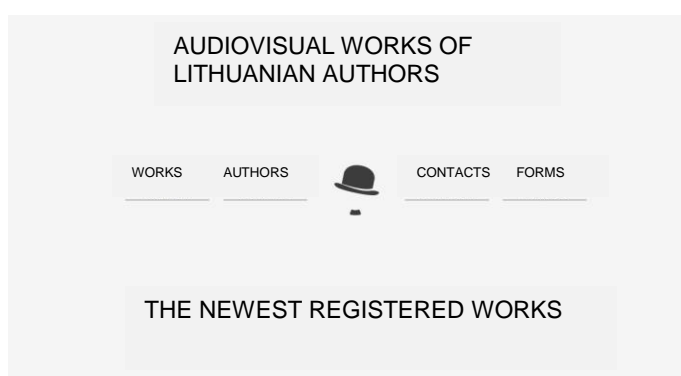 AUDIOVISUAL WORKS OF
LITHUANIAN AUTHORS
WORKS AUTHORS CONTACTS FORMS
THE NEWEST REGISTERED WORKS